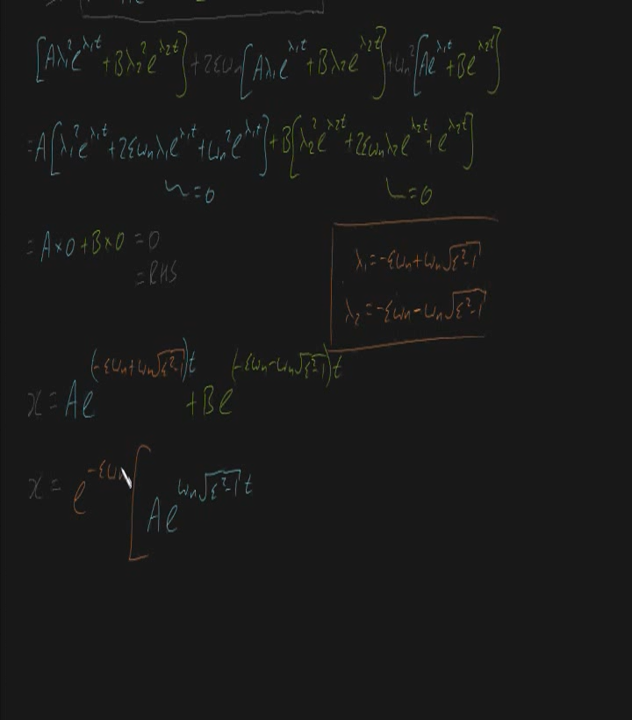 [Aλ₁²e^{λ₁t} + Bλ₂²e^{λ₂t}] + 2ξωₙ[Aλ₁e^{λ₁t} + Bλ₂e^{λ₂t}] + ωₙ²[Ae^{λ₁t} + Be^{λ₂t}]
= A[λ₁²e^{λ₁t} + 2ξωₙλ₁e^{λ₁t} + ωₙ²e^{λ₁t}] + B[λ₂²e^{λ₂t} + 2ξωₙλ₂e^{λ₂t} + e^{λ₂t}]
=0 =0
= A×0 + B×0 = 0
= RHS
λ₁ = -ξωₙ + ωₙ√(ξ²-1)
λ₂ = -ξωₙ - ωₙ√(ξ²-1)
x = Ae^{(-ξωₙ+ωₙ√(ξ²-1))t} + Be^{(-ξωₙ-ωₙ√(ξ²-1))t}
x = e^{-ξωₙ}[Ae^{ωₙ√(ξ²-1)t}